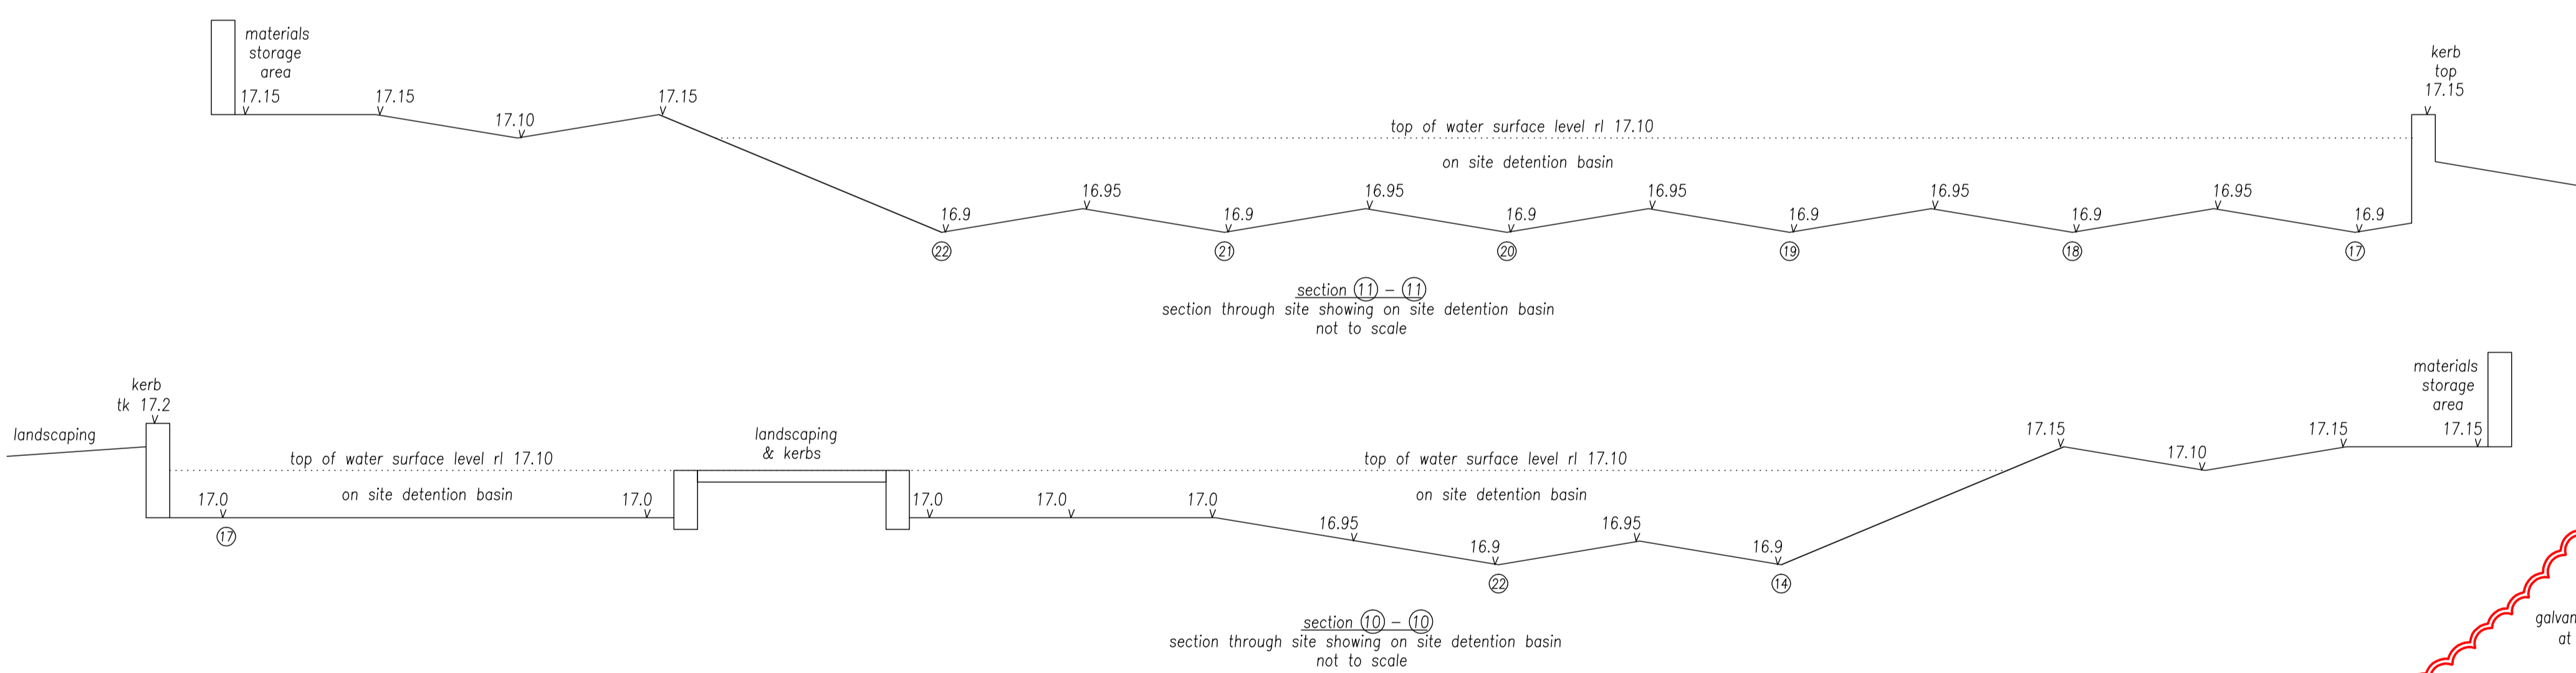 materials
storage
area
17.15
17.15
17.10
17.15
top of water surface level rl 17.10
on site detention basin
kerb
top
17.15
16.9
16.95
16.9
16.95
16.9
16.95
16.9
16.95
16.9
16.95
16.9
22
21
20
19
18
17
section 11 - 11
section through site showing on site detention basin
not to scale
kerb
tk 17.2
landscaping
top of water surface level rl 17.10
on site detention basin
17.0
17.0
17
landscaping
& kerbs
17.0
17.0
17.0
top of water surface level rl 17.10
on site detention basin
16.95
16.9
16.95
16.9
22
14
17.15
17.10
17.15
17.15
materials
storage
area
section 10 - 10
section through site showing on site detention basin
not to scale
galvan
at